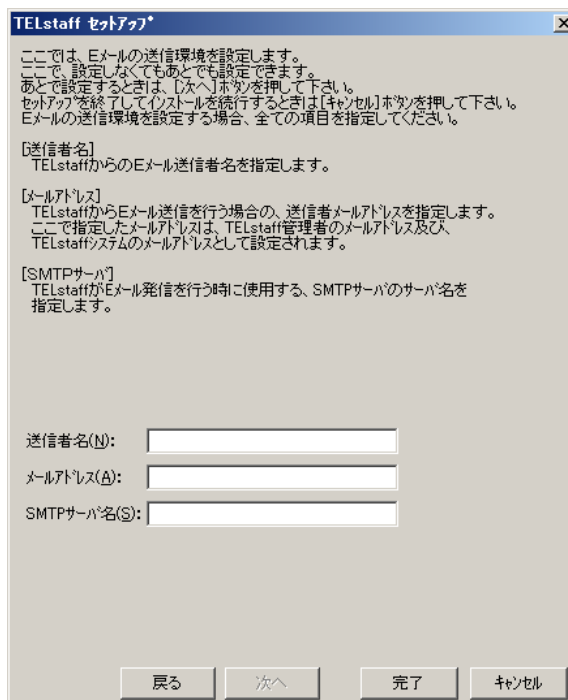 TELstaff ｾｯﾄｱｯﾌﾟ
ここでは、Eﾒｰﾙの送信環境を設定します。
ここで、設定しなくてもあとでも設定できます。
あとで設定するときは、[次へ]ﾎﾞﾀﾝを押して下さい。
ｾｯﾄｱｯﾌﾟを終了してｲﾝｽﾄｰﾙを続行するときは[ｷｬﾝｾﾙ]ﾎﾞﾀﾝを押して下さい。
Eﾒｰﾙの送信環境を設定する場合、全ての項目を指定してください。
[送信者名]
TELstaffからのEﾒｰﾙ送信者名を指定します。
[ﾒｰﾙｱﾄﾞﾚｽ]
TELstaffからEﾒｰﾙ送信を行う場合の、送信者ﾒｰﾙｱﾄﾞﾚｽを指定します。
ここで指定したﾒｰﾙｱﾄﾞﾚｽは、TELstaff管理者のﾒｰﾙｱﾄﾞﾚｽ及び、
TELstaffｼｽﾃﾑのﾒｰﾙｱﾄﾞﾚｽとして設定されます。
[SMTPｻｰﾊﾞ]
TELstaffがEﾒｰﾙ発信を行う時に使用する、SMTPｻｰﾊﾞのｻｰﾊﾞ名を
指定します。
送信者名(N):
ﾒｰﾙｱﾄﾞﾚｽ(A):
SMTPｻｰﾊﾞ名(S):
戻る 次へ 完了 ｷｬﾝｾﾙ